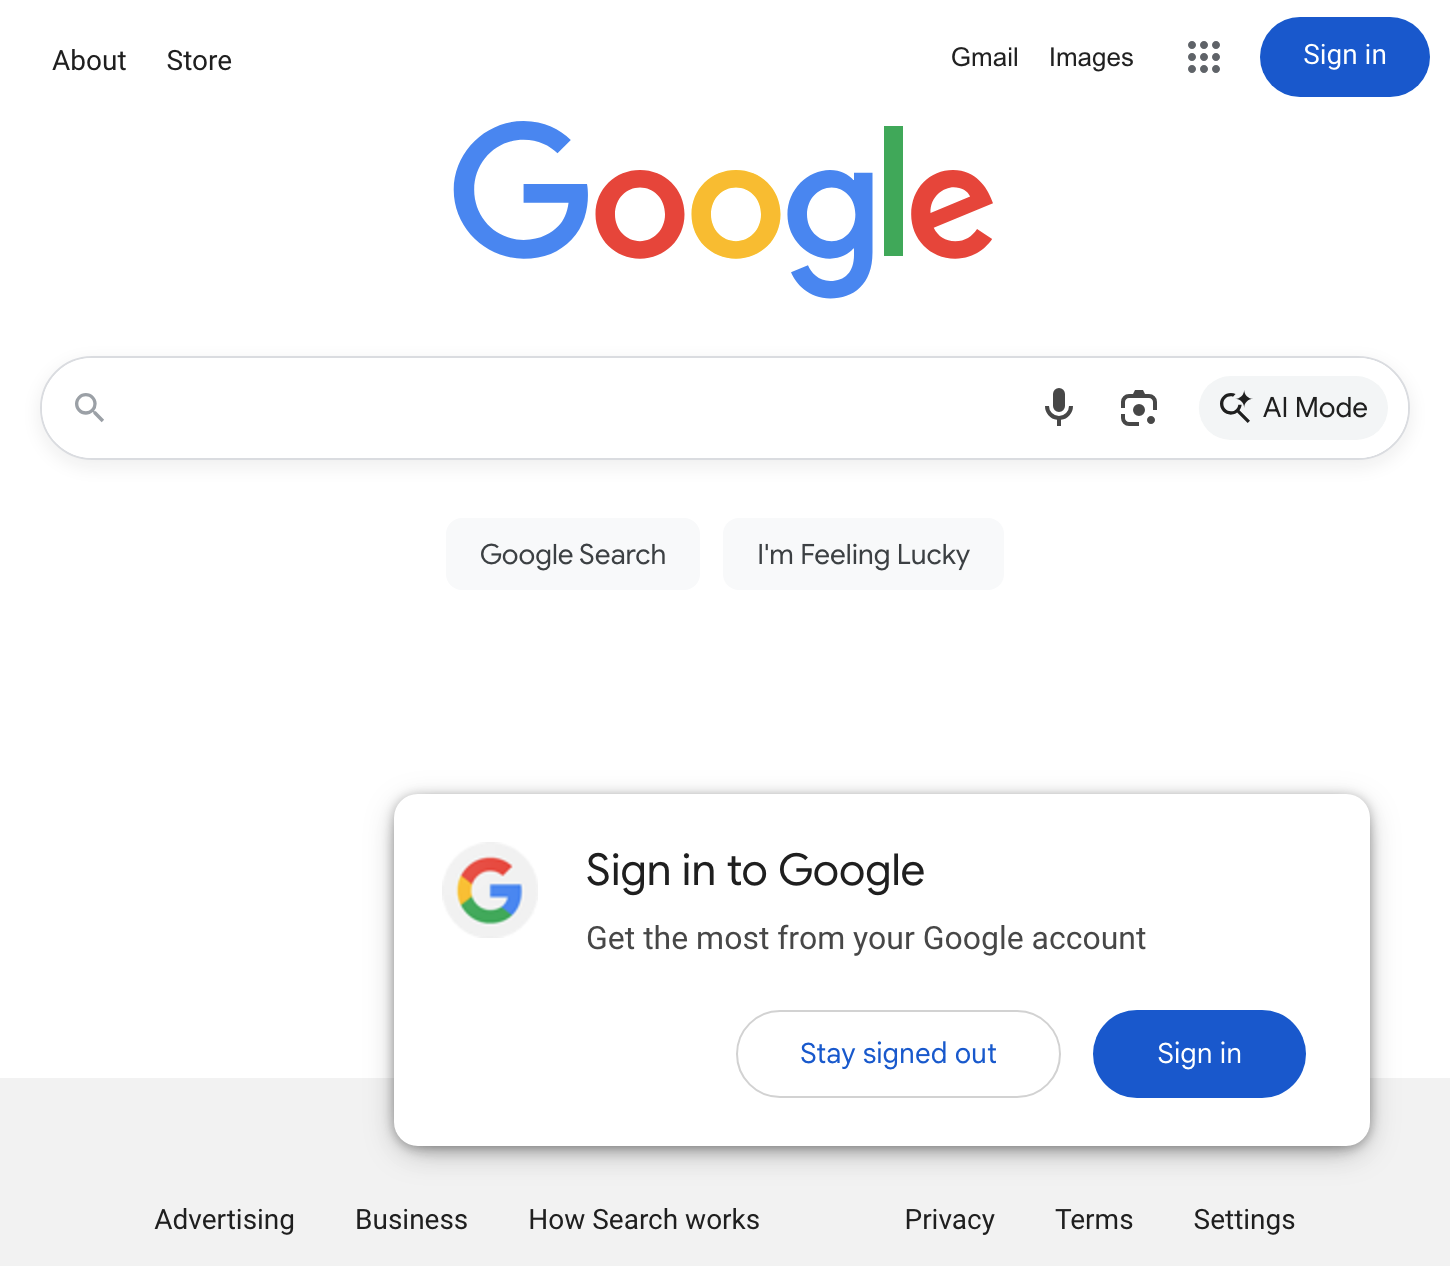 About Store Gmail Images Sign in
Google
AI Mode
Google Search I'm Feeling Lucky
Sign in to Google
Get the most from your Google account
Stay signed out Sign in
Advertising Business How Search works Privacy Terms Settings